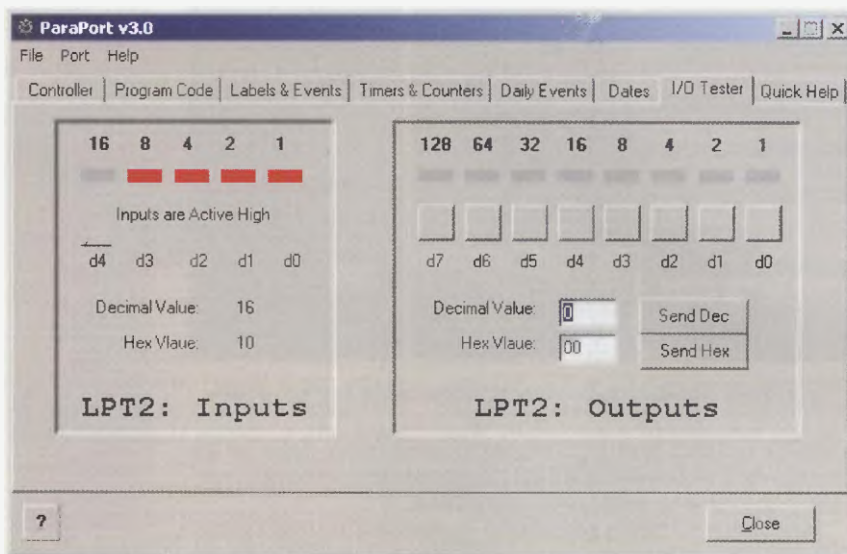 ParaPort v3.0
File Port Help
Controller Program Code Labels & Events Timers & Counters Daily Events Dates I/O Tester Quick Help
16 8 4 2 1
Inputs are Active High
d4 d3 d2 d1 d0
Decimal Value: 16
Hex Vlaue: 10
LPT2: Inputs
128 64 32 16 8 4 2 1
d7 d6 d5 d4 d3 d2 d1 d0
Decimal Value: 0 Send Dec
Hex Vlaue: 00 Send Hex
LPT2: Outputs
?
Close